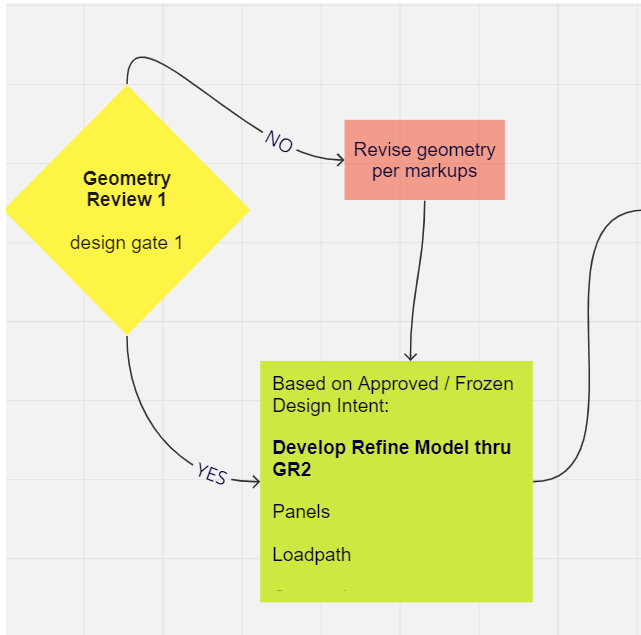 NO
Revise geometry
per markups
Geometry
Review 1
design gate 1
Based on Approved / Frozen
Design Intent:
Develop Refine Model thru
GR2
Panels
Loadpath
YES